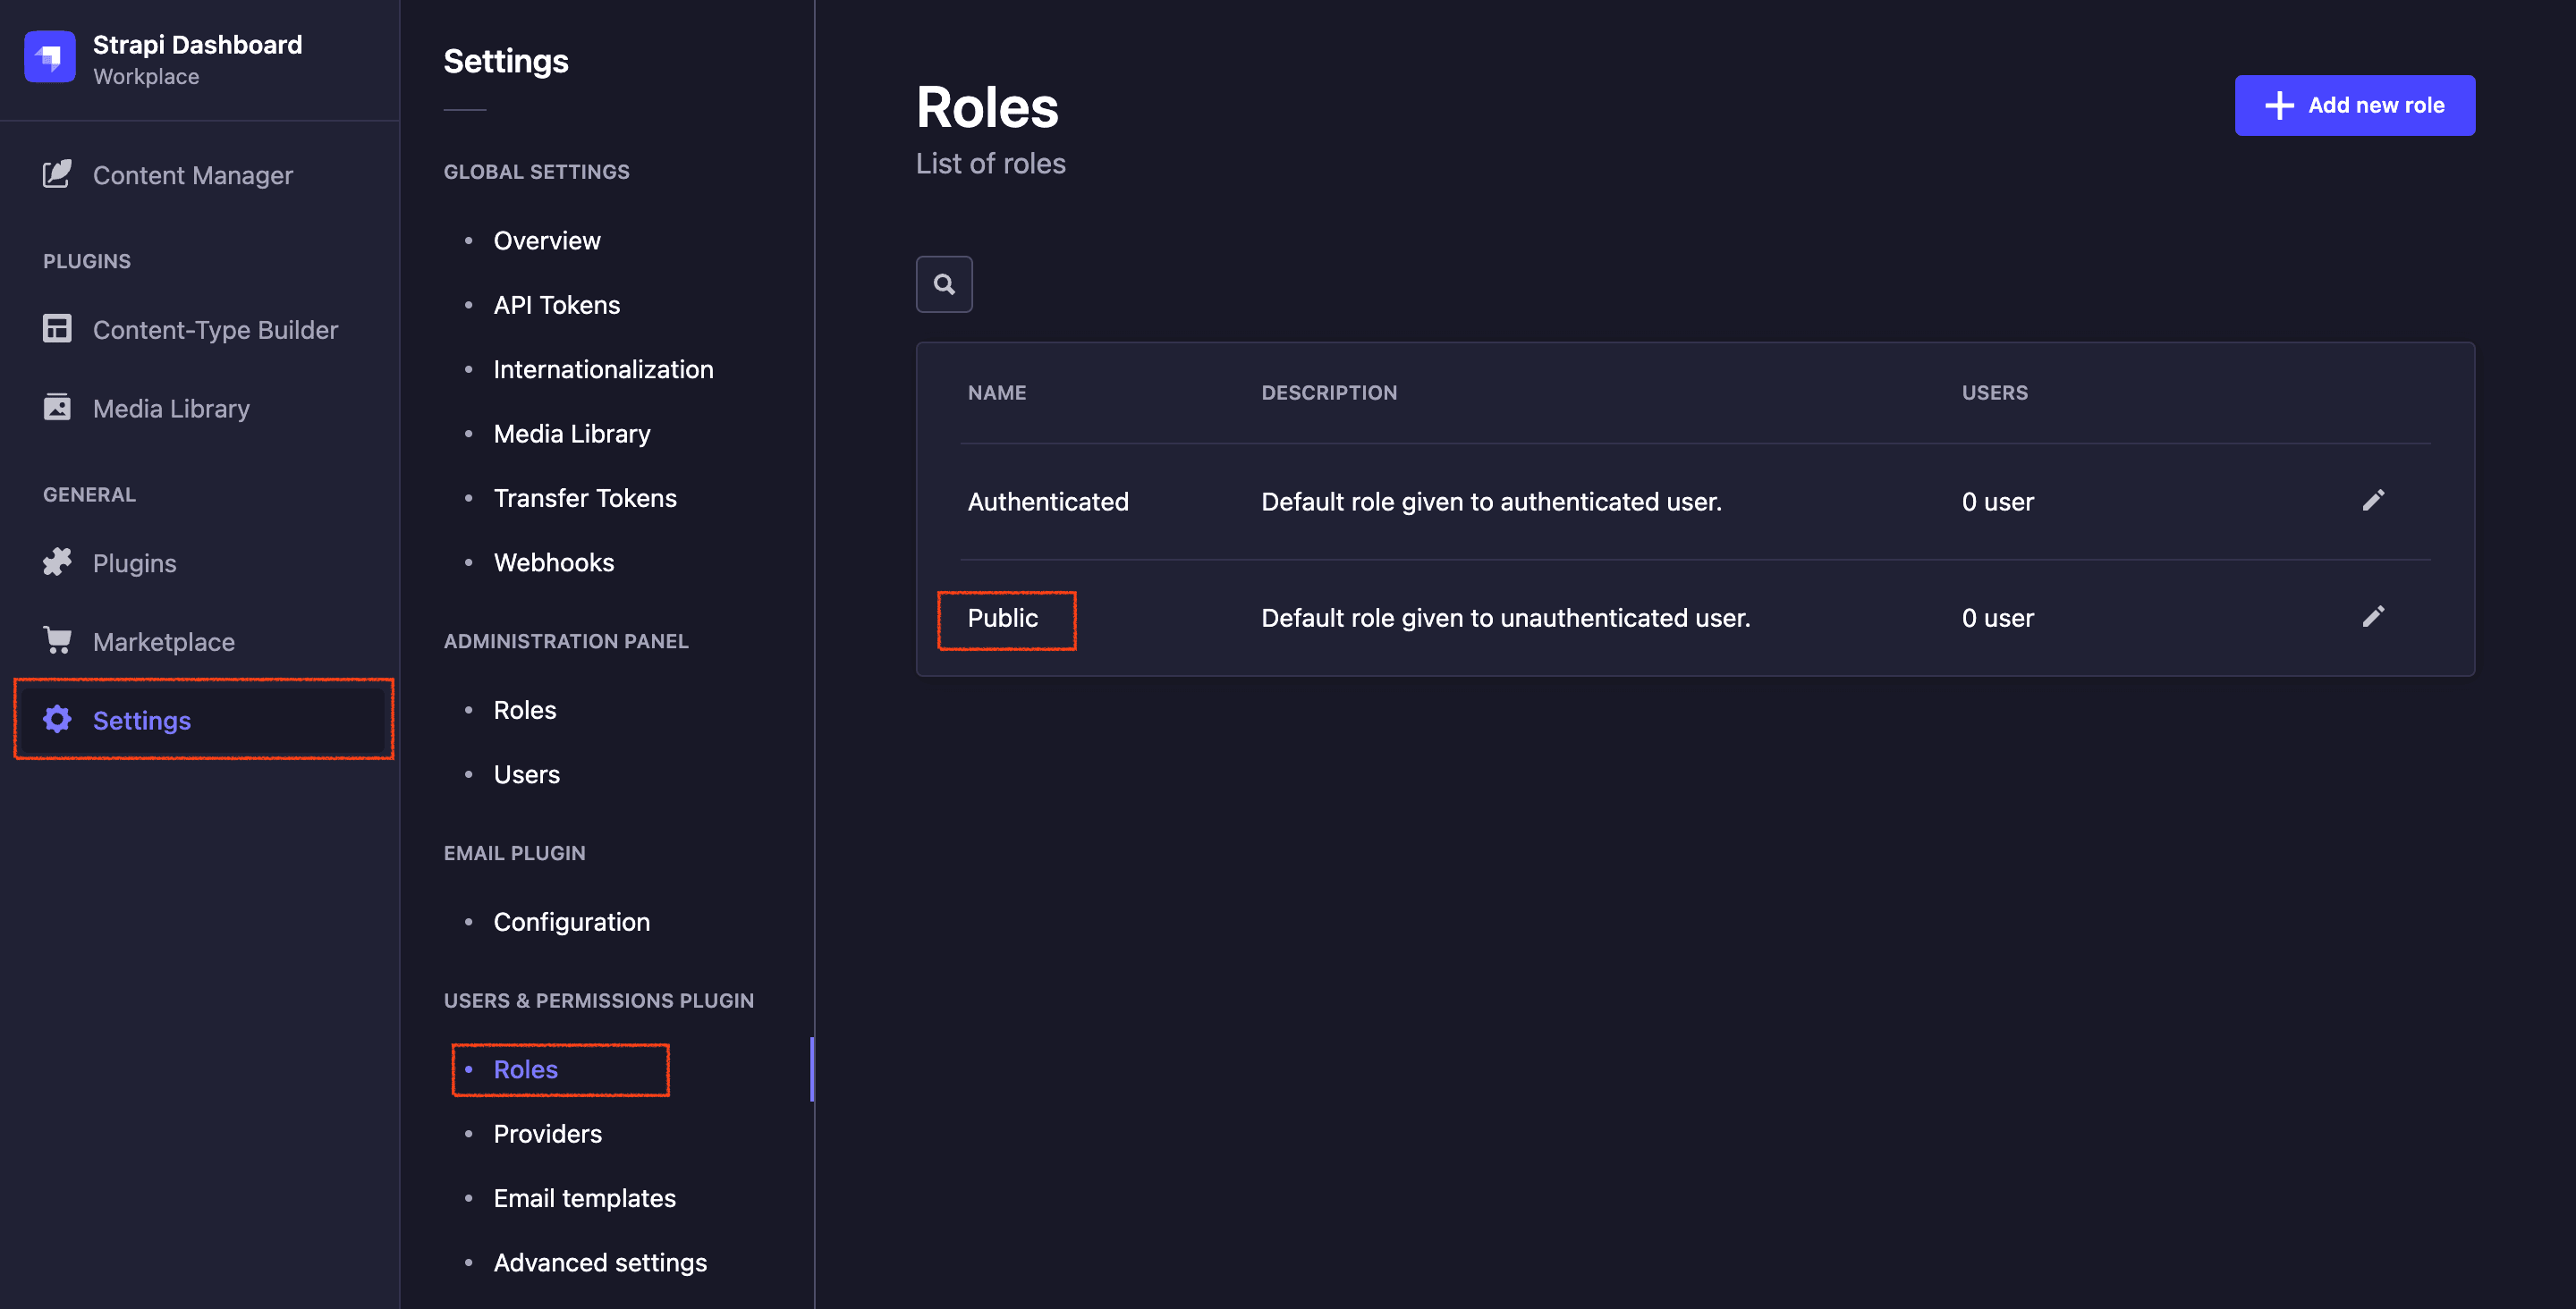 Strapi Dashboard
Workplace
Content Manager
PLUGINS
Content-Type Builder
Media Library
GENERAL
Plugins
Marketplace
Settings
Settings
GLOBAL SETTINGS
Overview
API Tokens
Internationalization
Media Library
Transfer Tokens
Webhooks
ADMINISTRATION PANEL
Roles
Users
EMAIL PLUGIN
Configuration
USERS & PERMISSIONS PLUGIN
Roles
Providers
Email templates
Advanced settings
Roles
List of roles
Add new role
NAME DESCRIPTION USERS
Authenticated Default role given to authenticated user. 0 user
Public Default role given to unauthenticated user. 0 user